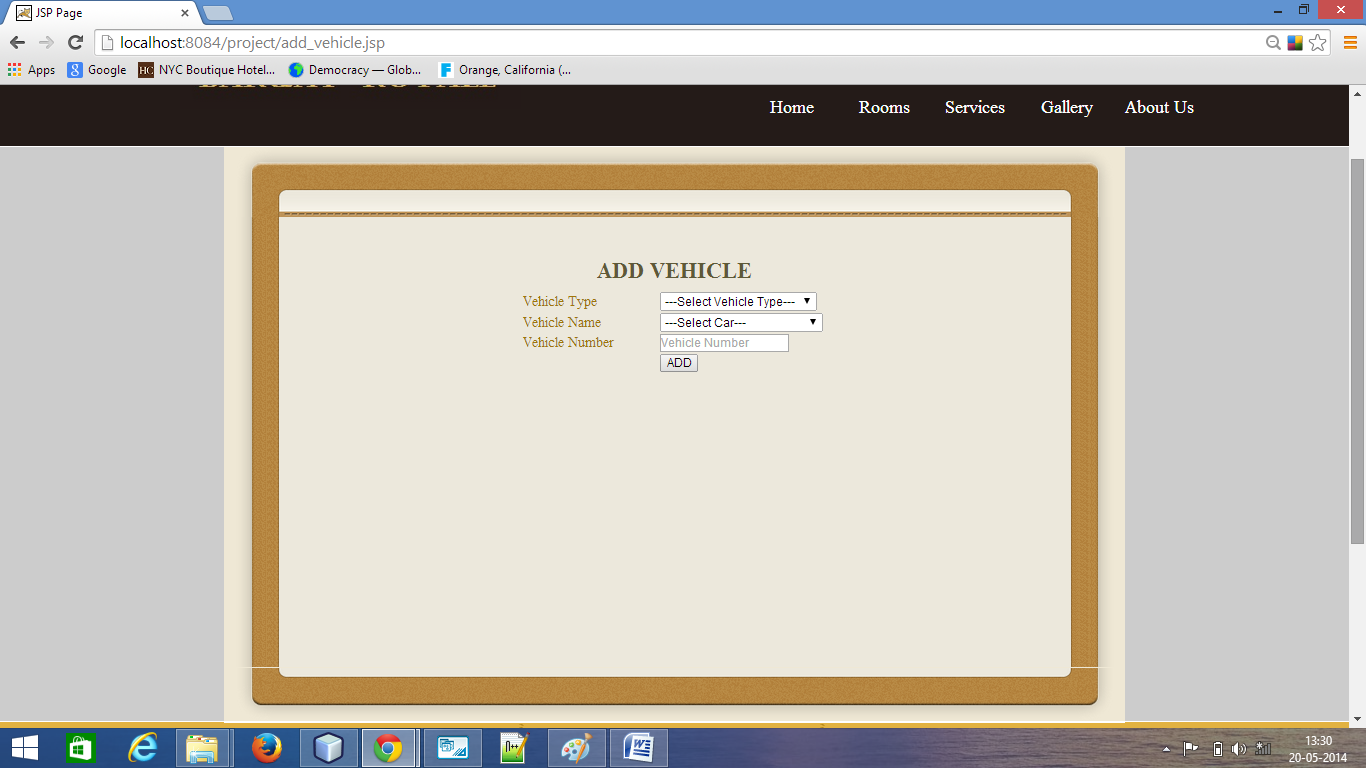 JSP Page
localhost:8084/project/add_vehicle.jsp
Apps Google NYC Boutique Hotel... Democracy — Glob... Orange, California (...
Home Rooms Services Gallery About Us
ADD VEHICLE
Vehicle Type ---Select Vehicle Type---
Vehicle Name ---Select Car---
Vehicle Number Vehicle Number
ADD
13:30
20-05-2014